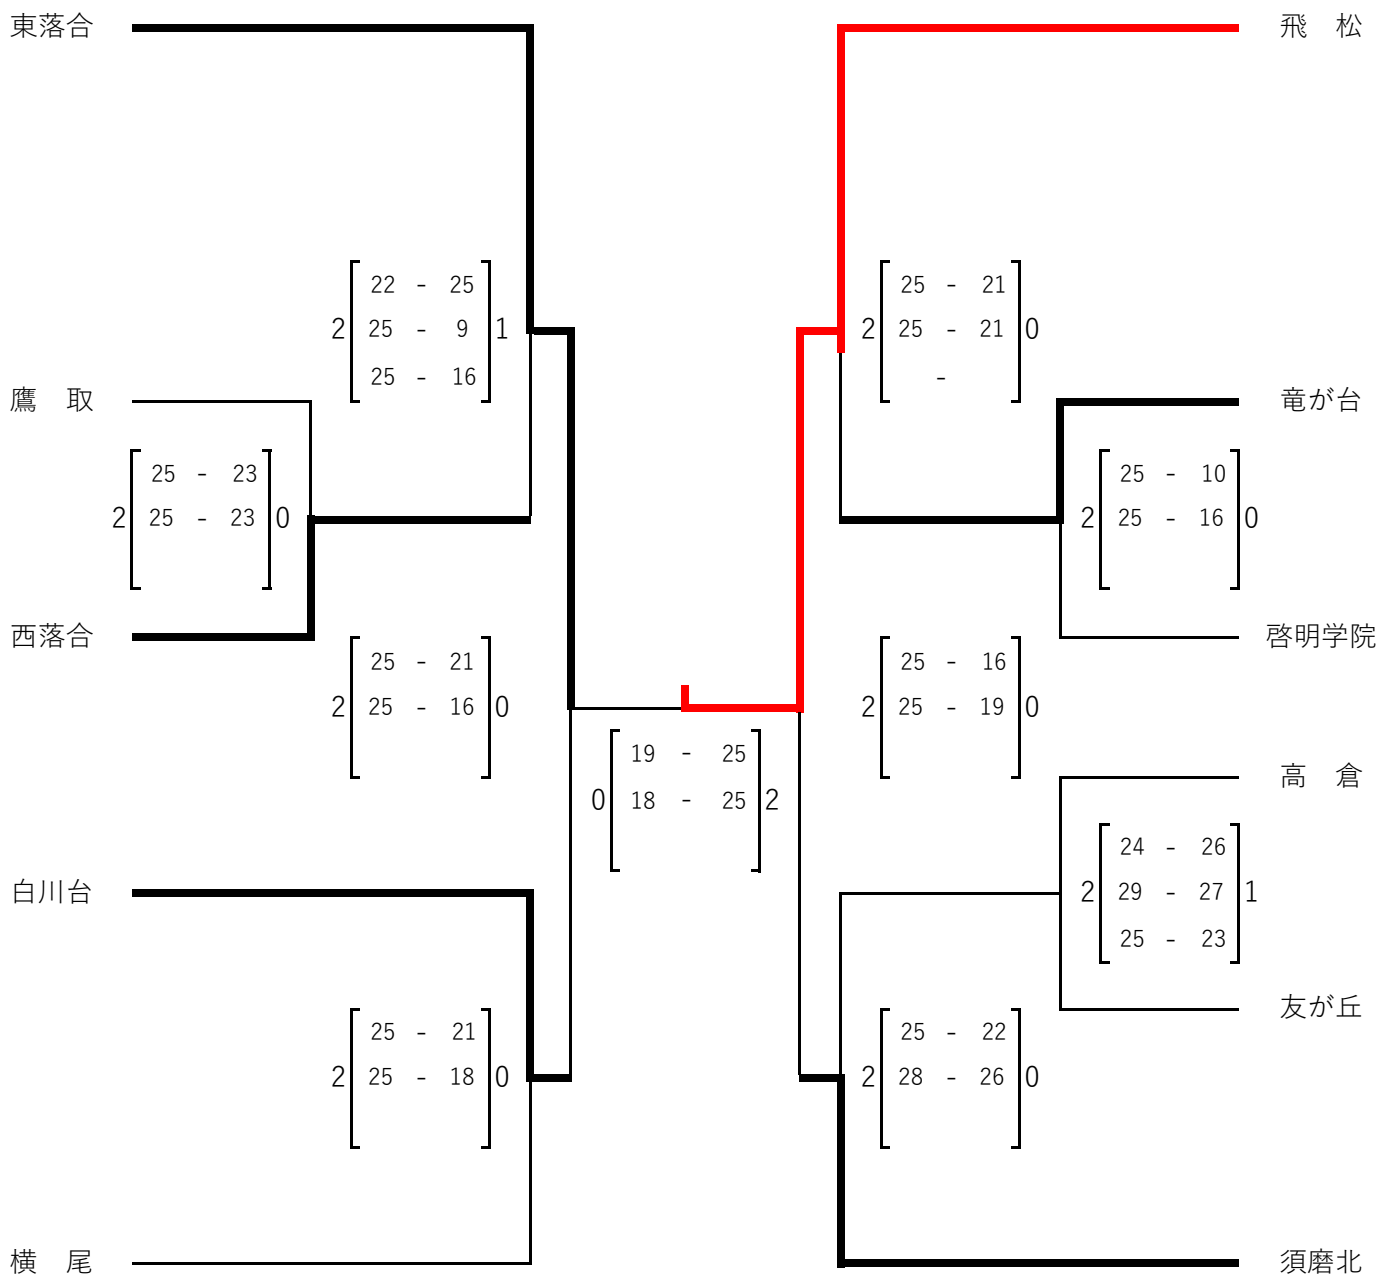 東落合
飛　松
22 - 25
2 25 - 9 1
25 - 16
25 - 21
2 25 - 21 0
-
鷹　取
竜が台
25 - 23
2 25 - 23 0
25 - 10
2 25 - 16 0
西落合
啓明学院
25 - 21
2 25 - 16 0
25 - 16
2 25 - 19 0
19 - 25
0 18 - 25 2
高　倉
24 - 26
2 29 - 27 1
25 - 23
白川台
友が丘
25 - 21
2 25 - 18 0
25 - 22
2 28 - 26 0
横　尾
須磨北